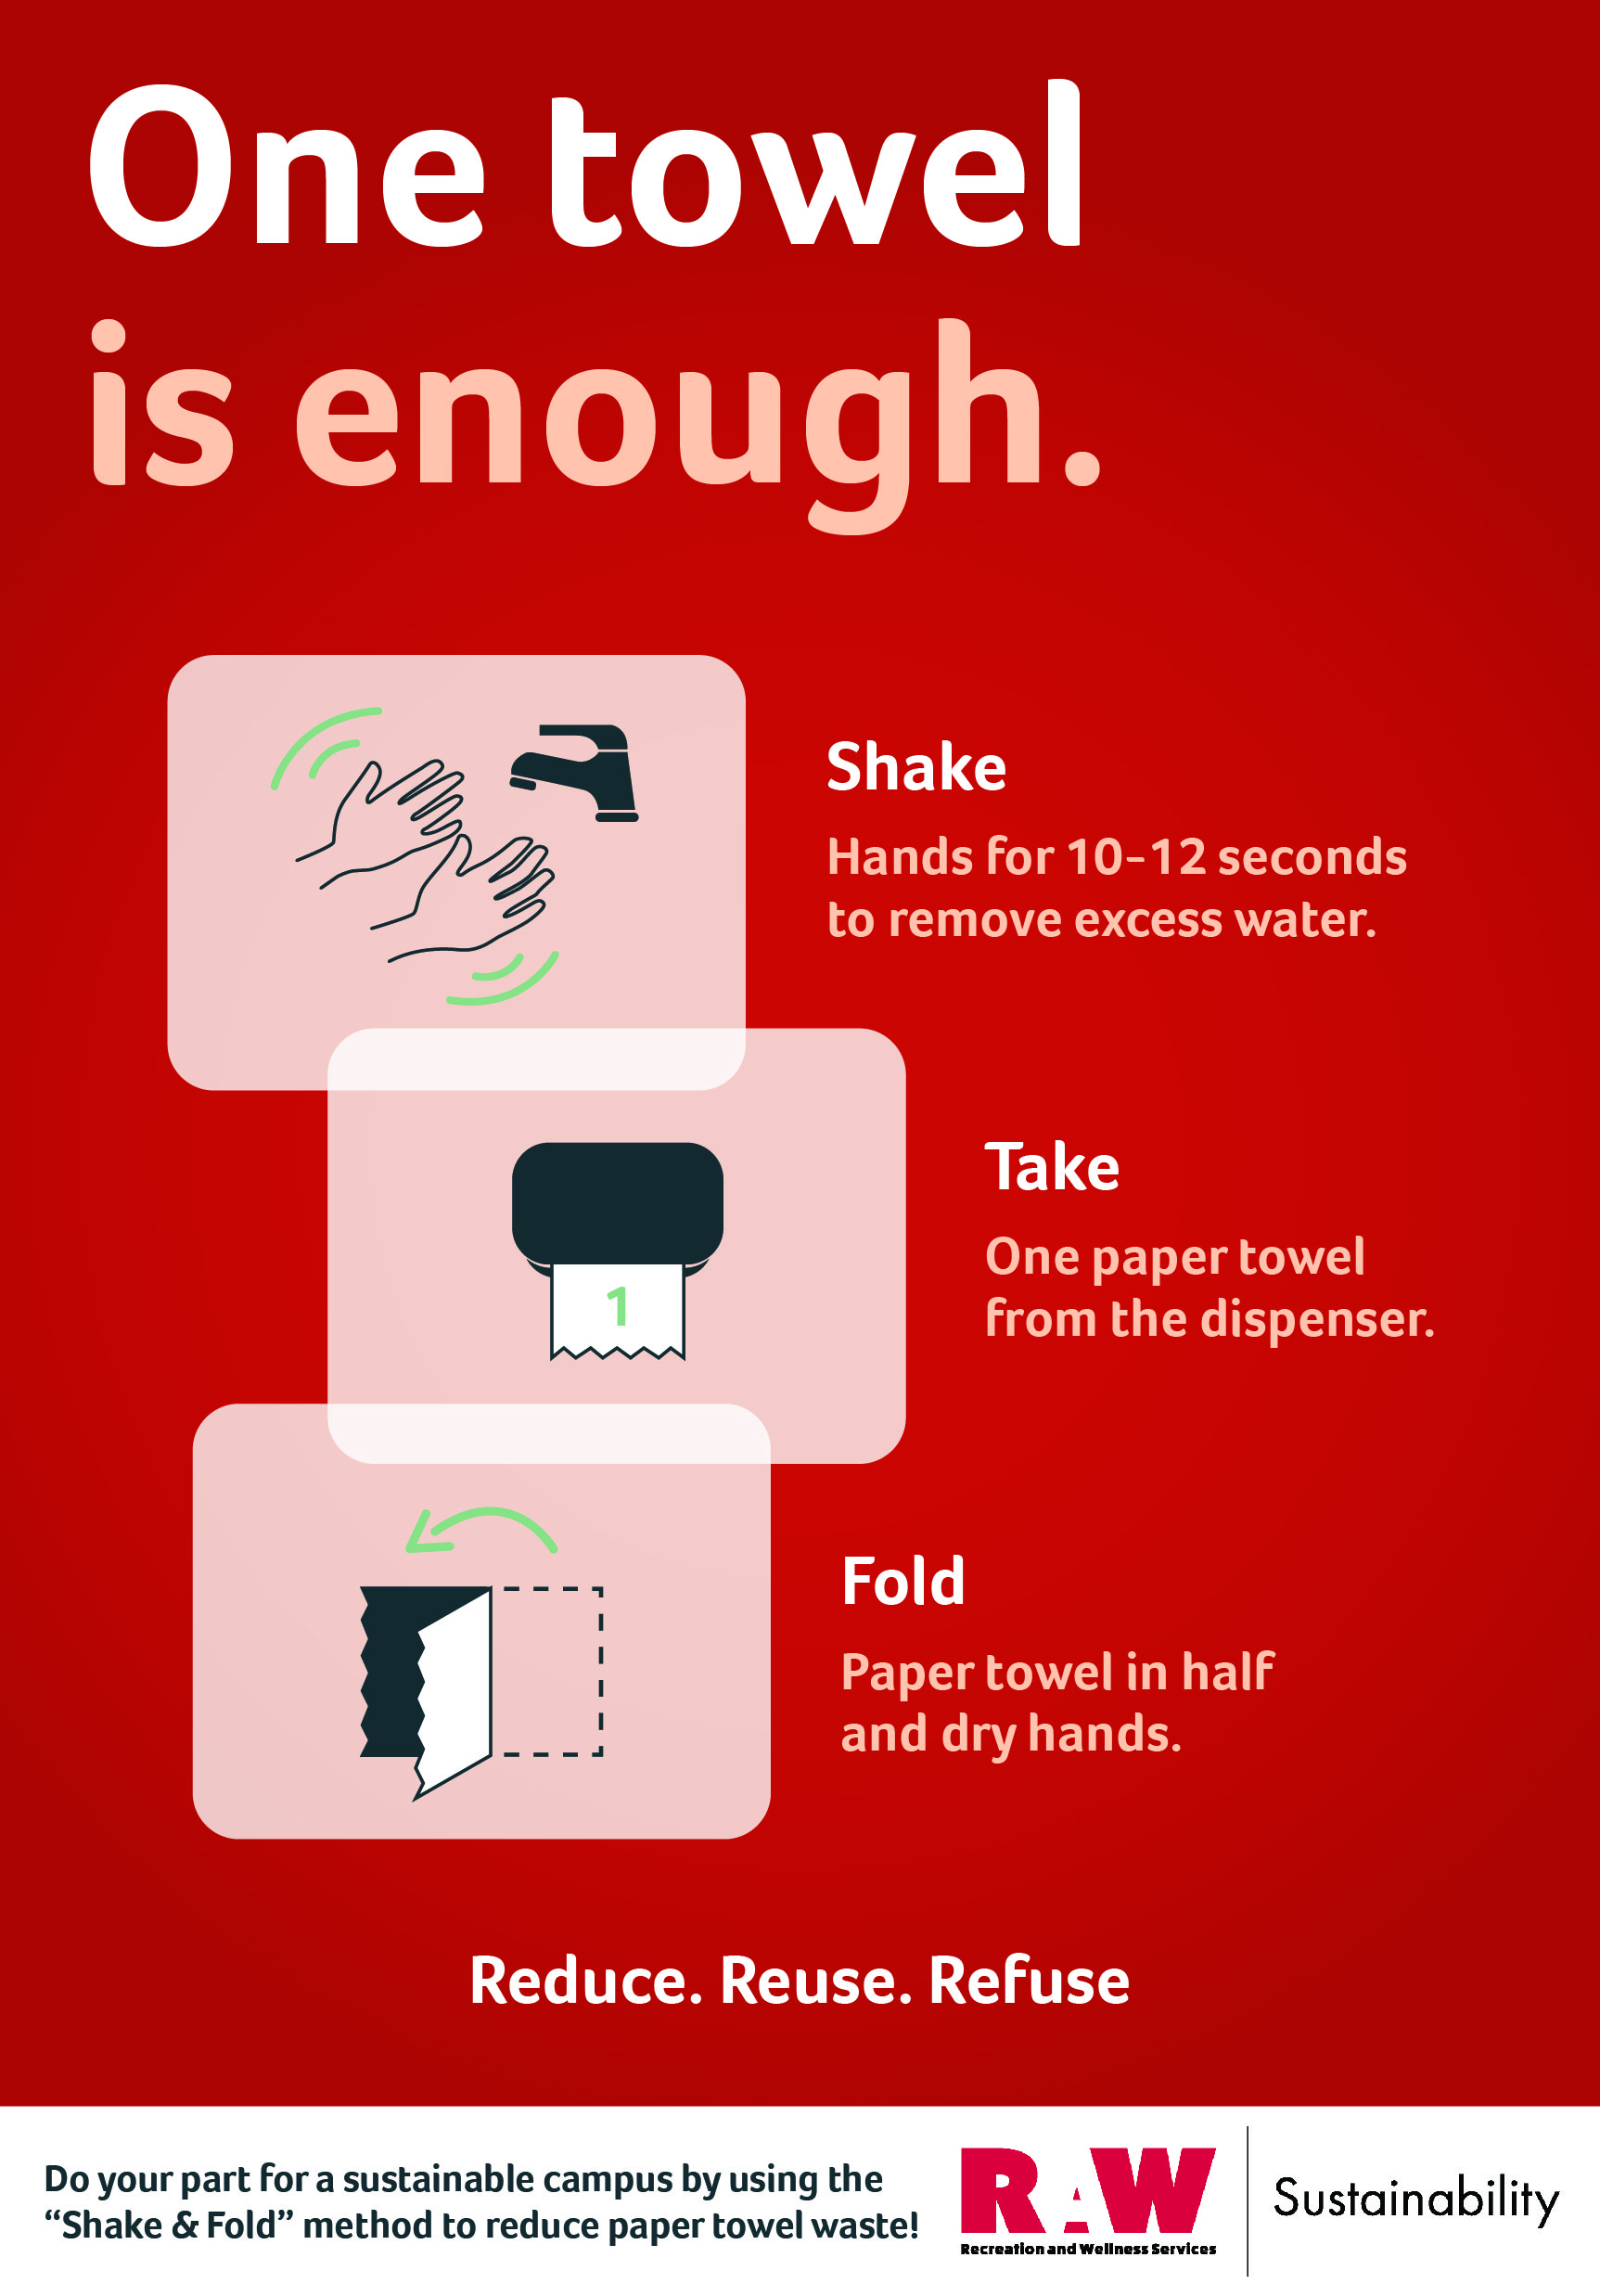 One towel
is enough.
Shake
Hands for 10-12 seconds
to remove excess water.
1
Take
One paper towel
from the dispenser.
Fold
Paper towel in half
and dry hands.
Reduce. Reuse. Refuse
Do your part for a sustainable campus by using the
“Shake & Fold” method to reduce paper towel waste!
RAW
Recreation and Wellness Services
Sustainability